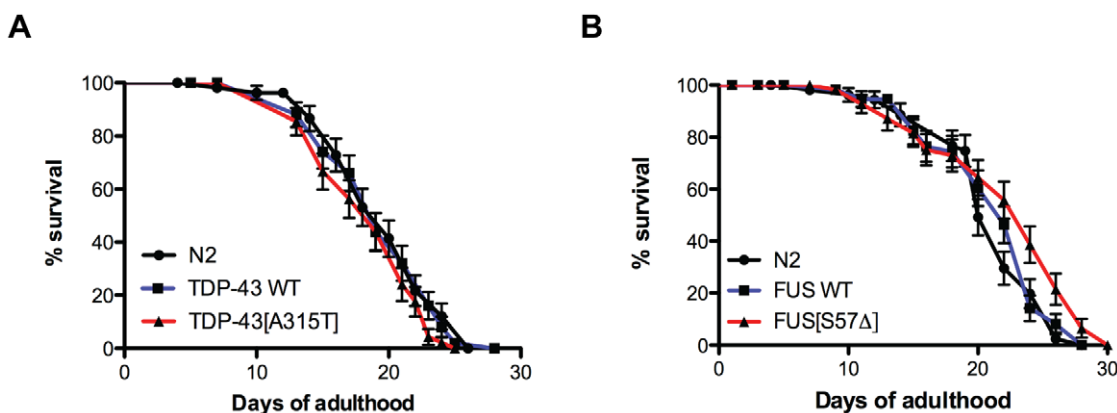 A
% survival
100
80
60
40
20
0
N2
TDP-43 WT
TDP-43[A315T]
0 10 20 30
Days of adulthood
B
% survival
100
80
60
40
20
0
N2
FUS WT
FUS[S57Δ]
0 10 20 30
Days of adulthood